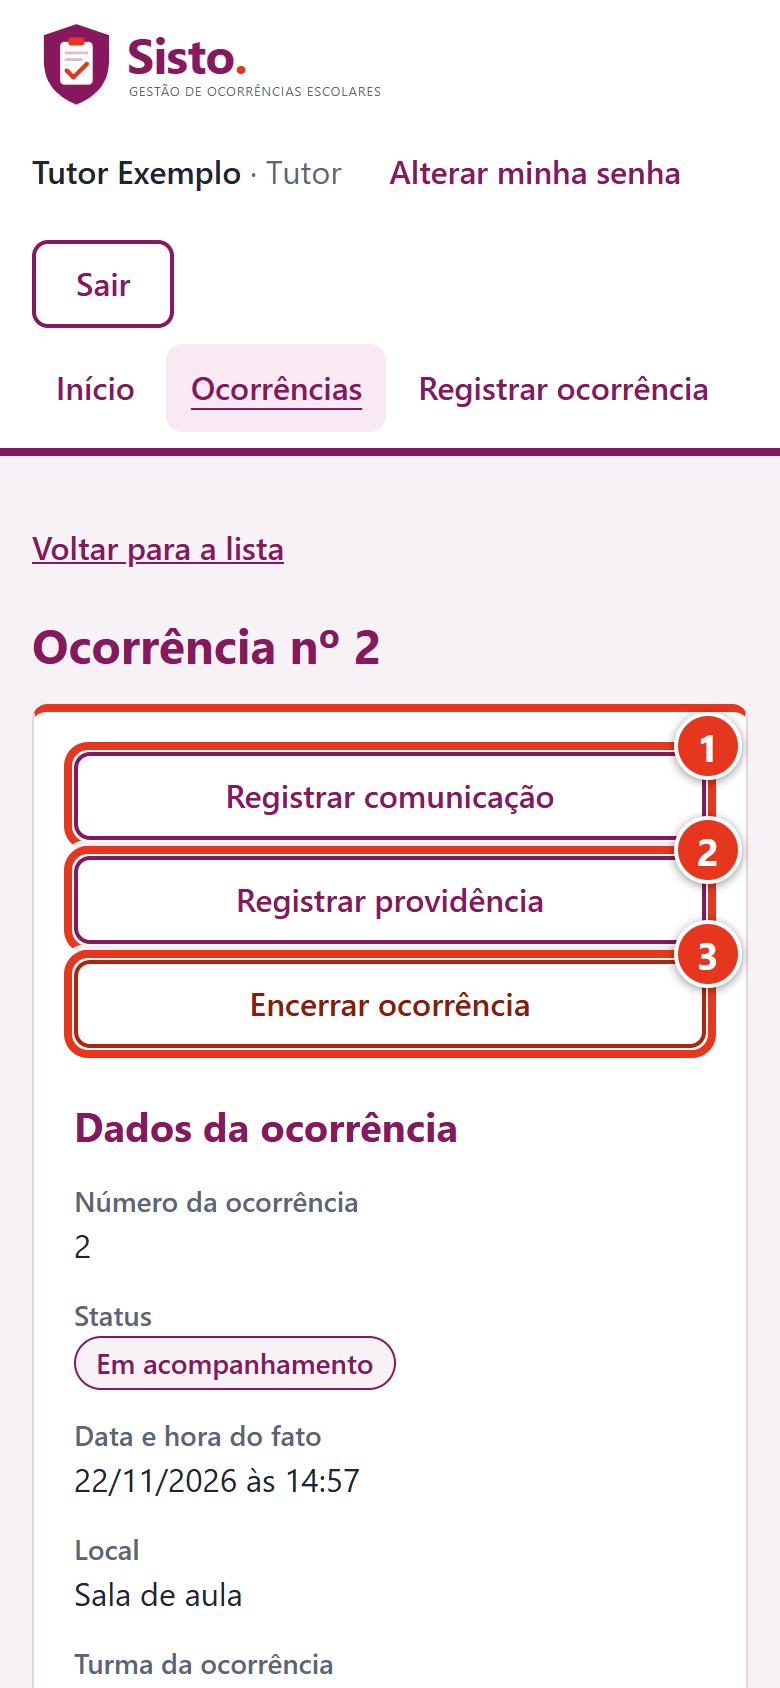 Sisto.
GESTÃO DE OCORRÊNCIAS ESCOLARES
Tutor Exemplo · Tutor Alterar minha senha
Sair
Início Ocorrências Registrar ocorrência
Voltar para a lista
Ocorrência nº 2
1
Registrar comunicação
2
Registrar providência
3
Encerrar ocorrência
Dados da ocorrência
Número da ocorrência
2
Status
Em acompanhamento
Data e hora do fato
22/11/2026 às 14:57
Local
Sala de aula
Turma da ocorrência